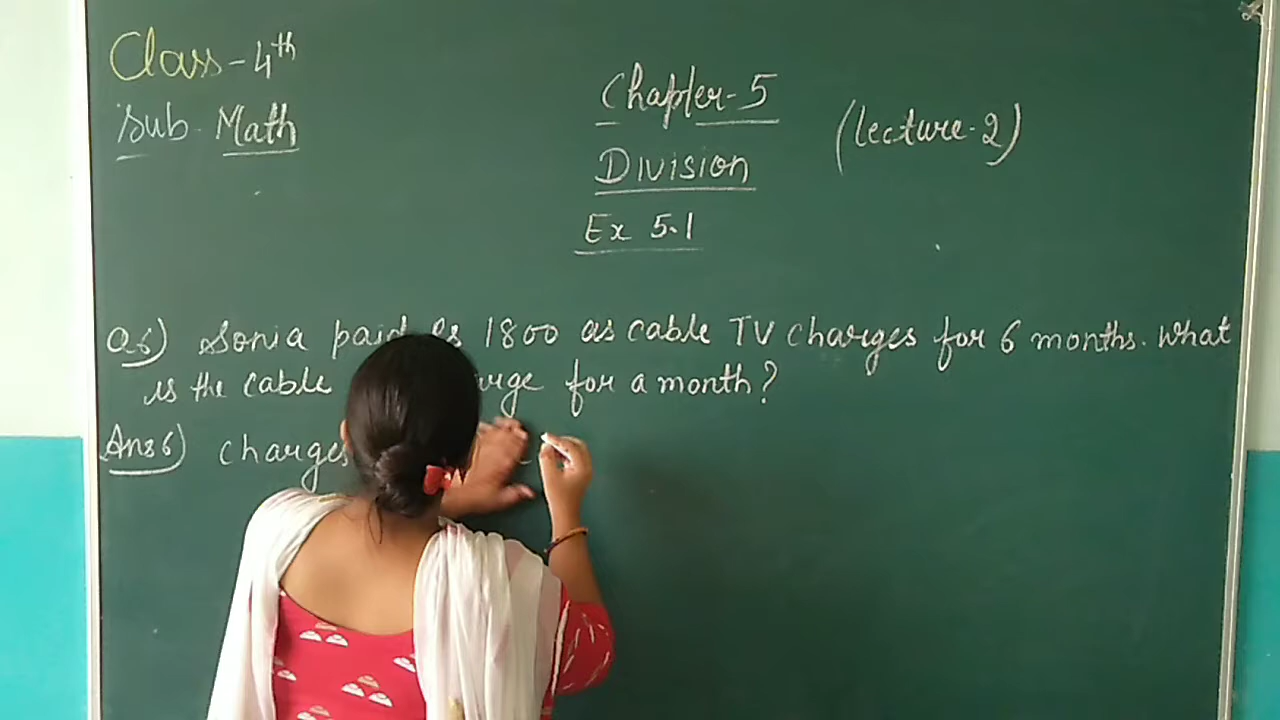 Class-4th
Sub. Math
Chapter-5
(lecture-2)
Division
Ex 5.1
Q6) Sonia paid Rs 1800 as cable TV charges for 6 months. What
is the cable for a month?
Ans6) charges